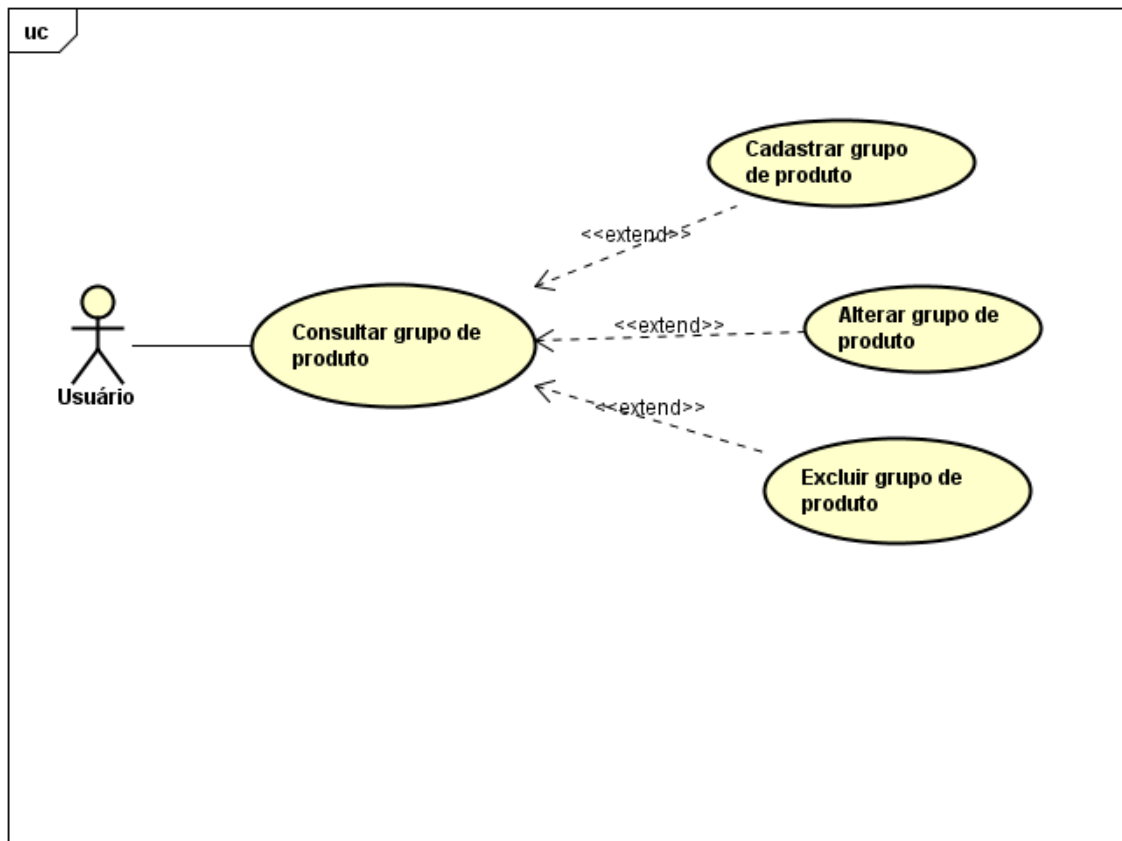 uc
Cadastrar grupo
de produto
<<extend>>
Consultar grupo de
produto
<<extend>>
Alterar grupo de
produto
Usuário
<<extend>>
Excluir grupo de
produto